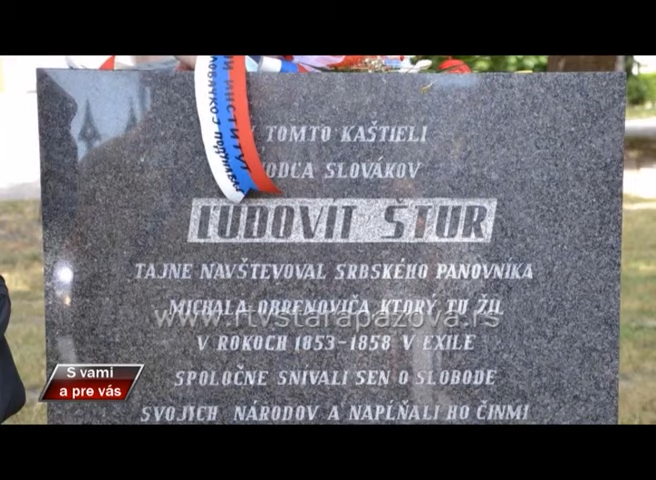 TOMTO KAŠTIELI
VODCA SLOVÁKOV
ĽUDOVÍT ŠTÚR
TAJNE NAVŠTEVOVAL SRBSKÉHO PANOVNÍKA
MICHALA OBRENOVIČA KTORÝ TU ŽIL
www.rtvstarapazova.rs
V ROKOCH 1853-1858 V EXILE
SPOLOČNE SNÍVALI SEN O SLOBODE
SVOJICH NÁRODOV A NAPĹŇALI HO ČINMI
S vami
a pre vás